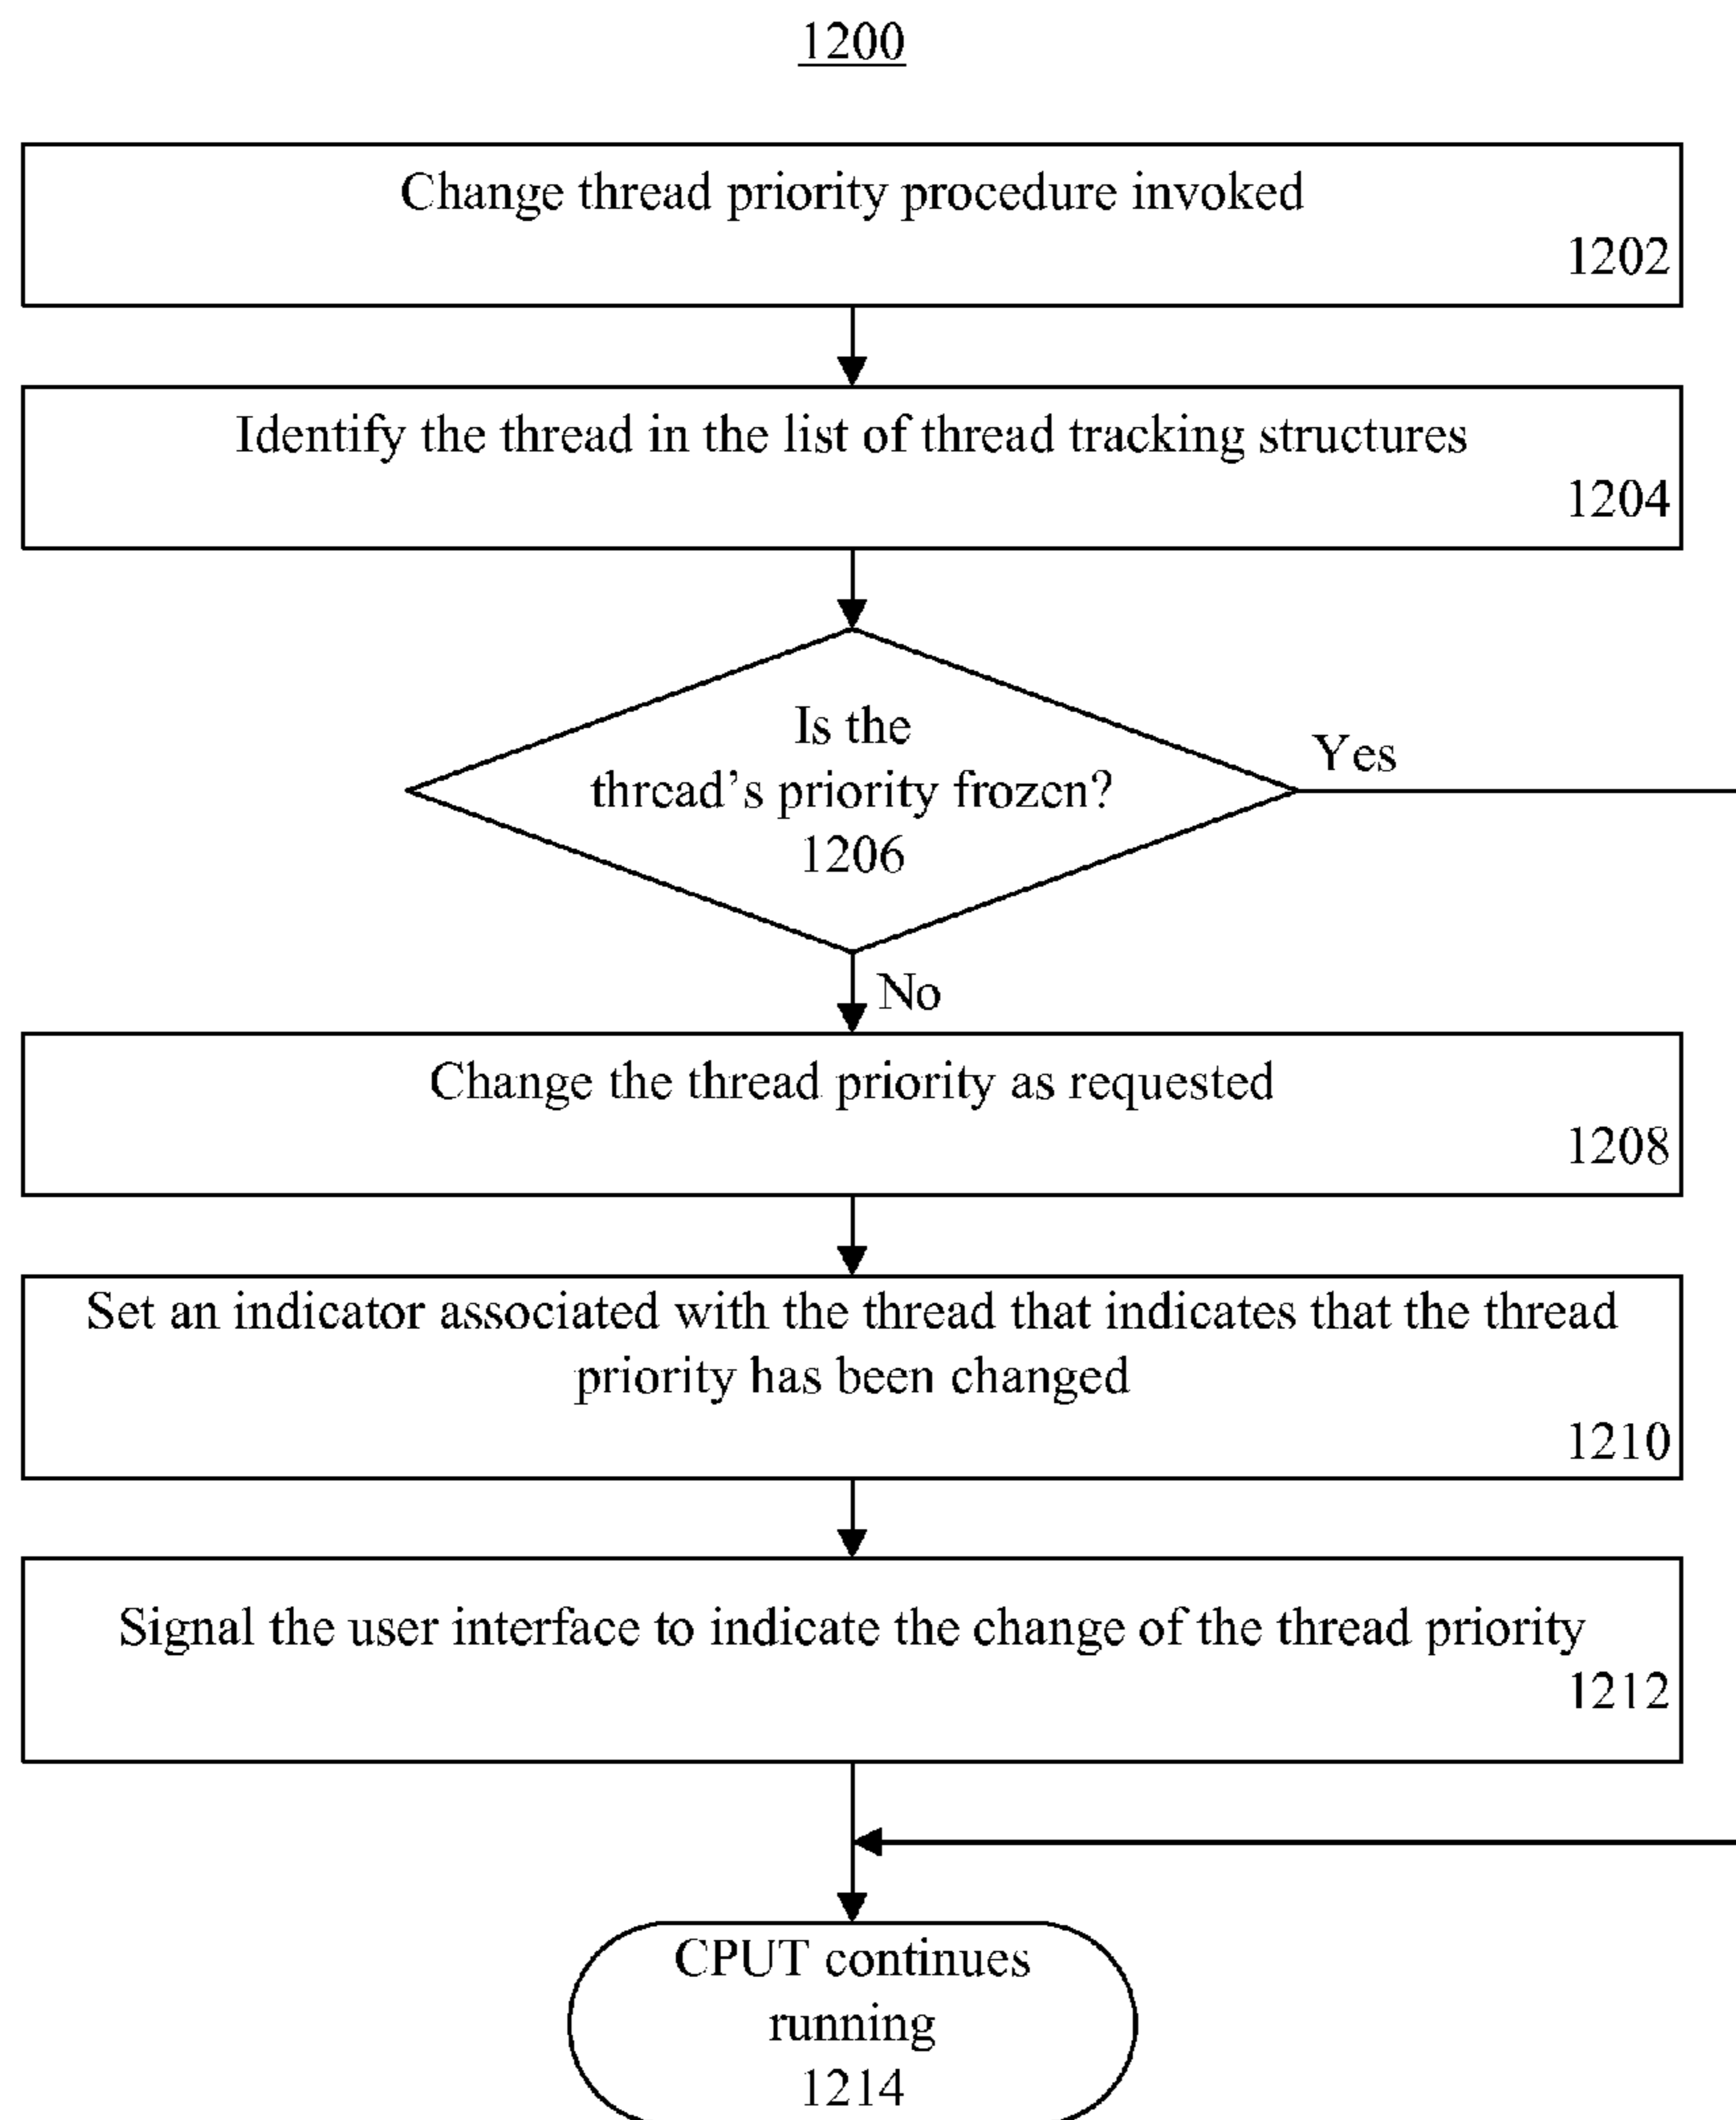 1200
Change thread priority procedure invoked
1202
Identify the thread in the list of thread tracking structures
1204
Is the
thread's priority frozen?
1206
Yes
No
Change the thread priority as requested
1208
Set an indicator associated with the thread that indicates that the thread
priority has been changed
1210
Signal the user interface to indicate the change of the thread priority
1212
CPUT continues
running
1214